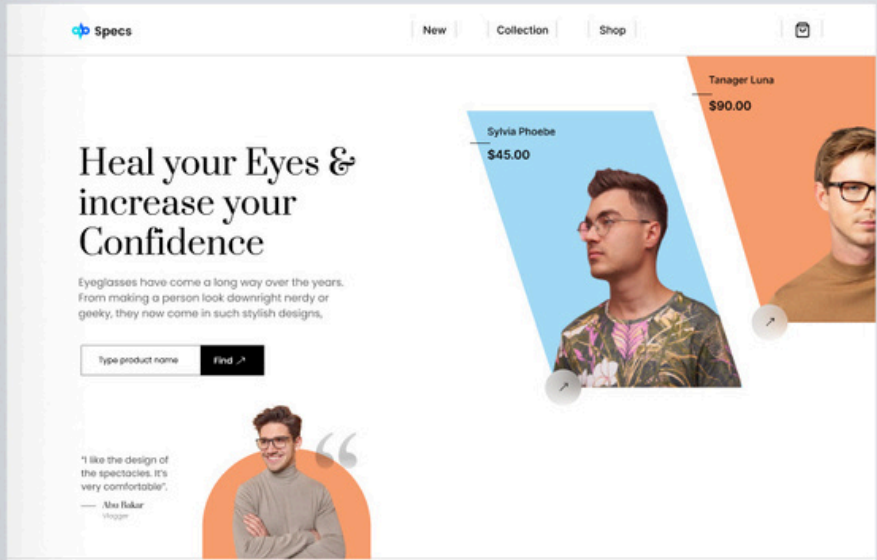 Specs
New
Collection
Shop
Heal your Eyes &
increase your
Confidence
Eyeglasses have come a long way over the years.
From making a person look downright nerdy or
geeky, they now come in such stylish designs,
Type product name
Find ↗
Sylvia Phoebe
$45.00
Tanager Luna
$90.00
"I like the design of
the spectacles. It's
very comfortable".
Abu Bakar
Vlogger